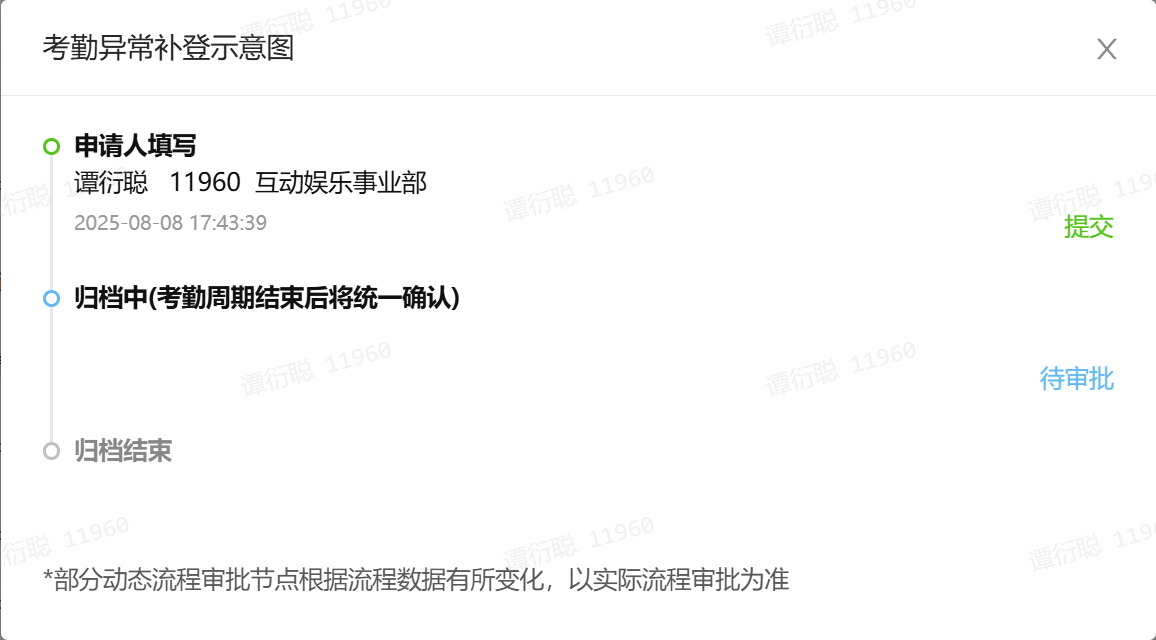 考勤异常补登示意图
X
申请人填写
谭衍聪 11960 互动娱乐事业部
2025-08-08 17:43:39
提交
归档中(考勤周期结束后将统一确认)
待审批
归档结束
*部分动态流程审批节点根据流程数据有所变化，以实际流程审批为准
谭衍聪 11960
谭衍聪 11960
谭衍聪 11960
谭衍聪 11960
谭衍聪 119
谭衍聪 11960
谭衍聪 11960
衍聪 11960
谭衍聪 11960
谭衍聪 119